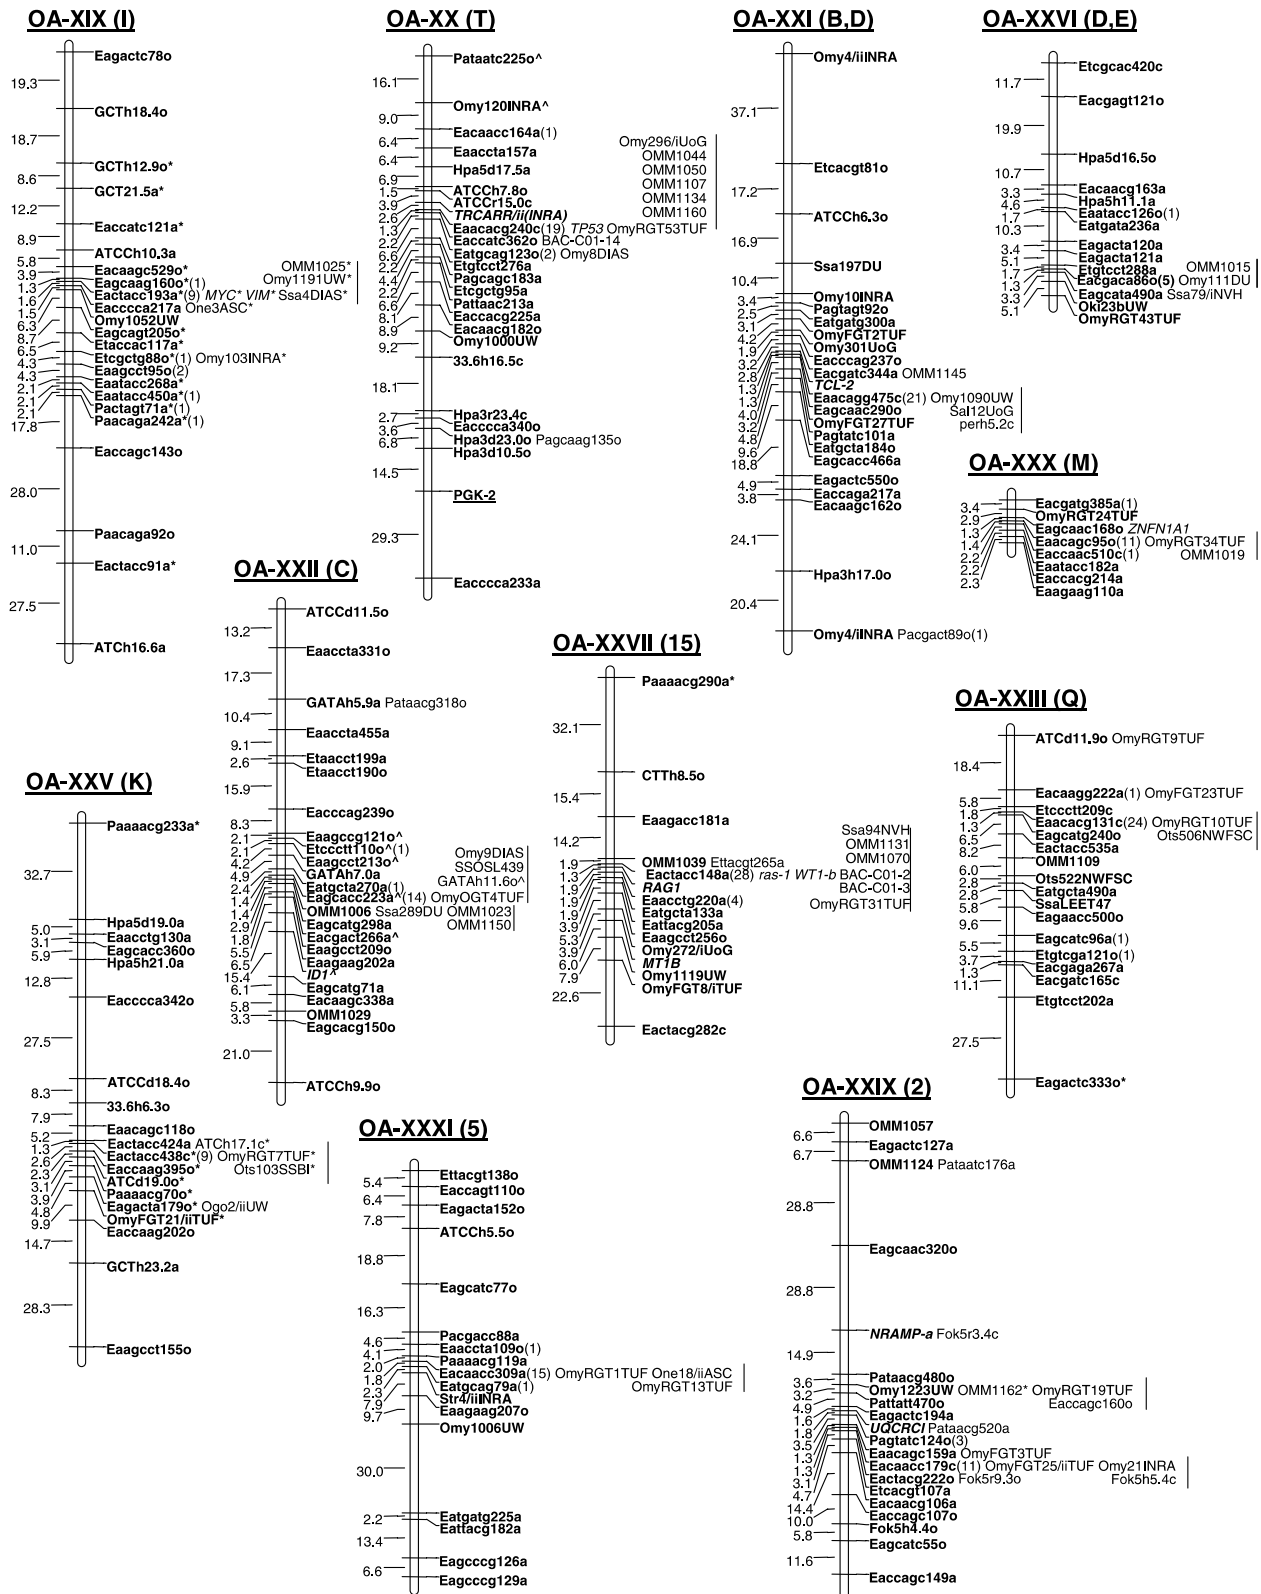 OA-XIX (I)
19.3
18.7
8.6
12.2
8.9
5.8
3.9
1.3
1.6
1.5
6.3
8.7
6.5
4.3
4.3
2.1
2.1
2.1
17.8
28.0
11.0
27.5
Eagactc78o
GCTh18.4o
GCTh12.9o*
GCT21.5a*
Eaccatc121a*
ATCCh10.3a
Eacaagc529o* OMM1025*
Eagcaag160o*(1) Omy1191UW*
Eactacc193a*(9) MYC* VIM* Ssa4DIAS*
Eacccca217a One3ASC*
Omy1052UW
Eagcagt205o*
Etaccac117a*
Etcgctg88o*(1) Omy103INRA*
Eaagcct95o(2)
Eaatacc268a*
Eaatacc450a*(1)
Pactagt71a*(1)
Paacaga242a*(1)
Eaccagc143o
Paacaga92o
Eactacc91a*
ATCh16.6a
OA-XX (T)
16.1
9.0
6.4
6.4
6.9
1.5
3.9
2.6
1.3
2.2
6.6
2.2
4.4
2.2
6.6
8.1
8.9
9.2
18.1
2.7
3.6
6.8
14.5
29.3
Pataatc225o^
Omy120INRA^
Eacaacc164a(1)
Eaaccta157a
Hpa5d17.5a
ATCCh7.8o
ATCCr15.0c
TRCARR/ii(INRA)
Eaacacg240c(19) TP53 OmyRGT53TUF
Eaccatc362o BAC-C01-14
Eatgcag123o(2) Omy8DIAS
Etgtcct276a
Pagcagc183a
Etcgctg95a
Pattaac213a
Eaccacg225a
Eacaacg182o
Omy1000UW
33.6h16.5c
Hpa3r23.4c
Eacccca340o
Hpa3d23.0o Pagcaag135o
Hpa3d10.5o
PGK-2
Eacccca233a
Omy296/iUoG
OMM1044
OMM1050
OMM1107
OMM1134
OMM1160
OA-XXI (B,D)
37.1
17.2
16.9
10.4
3.4
2.5
3.1
4.2
1.9
3.2
2.8
1.3
1.3
4.0
3.2
4.8
9.6
18.8
4.9
3.8
24.1
20.4
Omy4/iiINRA
Etcacgt81o
ATCCh6.3o
Ssa197DU
Omy10INRA
Pagtagt92o
Eatgatg300a
OmyFGT2TUF
Omy301UoG
Eacccag237o
Eacgatc344a OMM1145
TCL-2
Eaacagg475c(21) Omy1090UW
Eagcaac290o Sal12UoG
OmyFGT27TUF perh5.2c
Pagtatc101a
Eatgcta184o
Eagcacc466a
Eagactc550o
Eaccaga217a
Eacaagc162o
Hpa3h17.0o
Omy4/iINRA Pacgact89o(1)
OA-XXVI (D,E)
11.7
19.9
10.7
3.3
4.6
1.7
10.3
3.4
5.1
1.7
1.3
3.3
5.1
Etcgcac420c
Eacgagt121o
Hpa5d16.5o
Eacaacg163a
Hpa5h11.1a
Eaatacc126o(1)
Eatgata236a
Eagacta120a
Eagacta121a
Etgtcct288a OMM1015
Eacgaca86o(5) Omy111DU
Eagcata490a Ssa79/iNVH
Oki23bUW
OmyRGT43TUF
OA-XXX (M)
3.4
2.9
1.3
1.4
2.2
2.2
2.3
Eacgatg385a(1)
OmyRGT24TUF
Eagcaac168o ZNFN1A1
Eaacagc95o(11) OmyRGT34TUF
Eaccaac510c(1) OMM1019
Eaatacc182a
Eaccacg214a
Eaagaag110a
OA-XXII (C)
13.2
17.3
10.4
9.1
2.6
15.9
8.3
2.1
2.1
4.2
4.9
2.4
1.4
1.4
2.9
1.8
5.5
6.5
15.4
6.1
5.8
3.3
21.0
ATCCd11.5o
Eaaccta331o
GATAh5.9a Pataacg318o
Eaaccta455a
Etaacct199a
Etaacct190o
Eacccag239o
Eaagccg121o^
Etccctt110o^(1)
Eaagcct213o^
GATAh7.0a
Eatgcta270a(1)
Eagcacc223a^(14) OmyOGT4TUF
OMM1006 Ssa289DU OMM1023
Eagcatg298a OMM1150
Eacgact266a^
Eaagcct209o
Eaagaag202a
ID1^
Eagcatg71a
Eacaagc338a
OMM1029
Eagcacg150o
ATCCh9.9o
Omy9DIAS
SSOSL439
GATAh11.6o^
OA-XXVII (15)
32.1
15.4
14.2
1.9
1.3
1.9
1.9
1.9
3.9
5.3
3.9
6.0
7.9
22.6
Paaaacg290a*
CTTh8.5o
Eaagacc181a
OMM1039 Ettacgt265a
Eactacc148a(28) ras-1 WT1-b BAC-C01-2
RAG1 BAC-C01-3
Eaacctg220a(4) OmyRGT31TUF
Eatgcta133a
Eattacg205a
Eaagcct256o
Omy272/iUoG
MT1B
Omy1119UW
OmyFGT8/iTUF
Eactacg282c
Ssa94NVH
OMM1131
OMM1070
OA-XXIII (Q)
18.4
5.8
1.8
1.3
6.5
8.2
6.0
2.8
2.8
5.8
9.6
5.5
3.7
1.3
11.1
27.5
ATCd11.9o OmyRGT9TUF
Eacaagg222a(1) OmyFGT23TUF
Etccctt209c
Eaacacg131c(24) OmyRGT10TUF
Eagcatg240o Ots506NWFSC
Eactacc535a
OMM1109
Ots522NWFSC
Eatgcta490a
SsaLEET47
Eagaacc500o
Eagcatc96a(1)
Etgtcga121o(1)
Eacgaga267a
Eacgatc165c
Etgtcct202a
Eagactc333o*
OA-XXV (K)
32.7
5.0
3.1
5.9
12.8
27.5
8.3
7.9
5.2
1.3
2.6
2.3
3.1
3.9
4.8
9.9
14.7
28.3
Paaaacg233a*
Hpa5d19.0a
Eaacctg130a
Eagcacc360o
Hpa5h21.0a
Eacccca342o
ATCCd18.4o
33.6h6.3o
Eaacagc118o
Eactacc424a ATCh17.1c*
Eactacc438c*(9) OmyRGT7TUF*
Eaccaag395o* Ots103SSBI*
ATCd19.0o*
Paaaacg70o*
Eagacta179o* Ogo2/iiUW
OmyFGT21/iiTUF*
Eaccaag202o
GCTh23.2a
Eaagcct155o
OA-XXXI (5)
5.4
6.4
7.8
18.8
16.3
4.6
4.1
2.0
1.8
2.3
7.9
9.7
30.0
2.2
13.4
6.6
Ettacgt138o
Eaccagt110o
Eagacta152o
ATCCh5.5o
Eagcatc77o
Pacgacc88a
Eaaccta109o(1)
Paaaacg119a
Eacaacc309a(15) OmyRGT1TUF One18/iiASC
Eatgcag79a(1) OmyRGT13TUF
Str4/iiINRA
Eaagaag207o
Omy1006UW
Eatgatg225a
Eattacg182a
Eagcccg126a
Eagcccg129a
OA-XXIX (2)
6.6
6.7
28.8
28.8
14.9
3.6
3.2
4.9
1.6
1.8
3.5
1.3
1.3
3.1
4.7
14.4
10.0
5.8
11.6
OMM1057
Eagactc127a
OMM1124 Pataatc176a
Eagcaac320o
NRAMP-a Fok5r3.4c
Pataacg480o
Omy1223UW OMM1162* OmyRGT19TUF
Pattatt470o Eaccagc160o
Eagactc194a
UQCRCI Pataacg520a
Pagtatc124o(3)
Eaacagc159a OmyFGT3TUF
Eacaacc179c(11) OmyFGT25/iiTUF Omy21INRA
Eactacg222o Fok5r9.3o Fok5h5.4c
Etcacgt107a
Eacaacg106a
Eaccagc107o
Fok5h4.4o
Eagcatc55o
Eaccagc149a